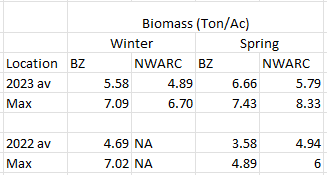 Biomass (Ton/Ac)
Winter Spring
Location BZ NWARC BZ NWARC
2023 av 5.58 4.89 6.66 5.79
Max 7.09 6.70 7.43 8.33
2022 av 4.69 NA 3.58 4.94
Max 7.02 NA 4.89 6